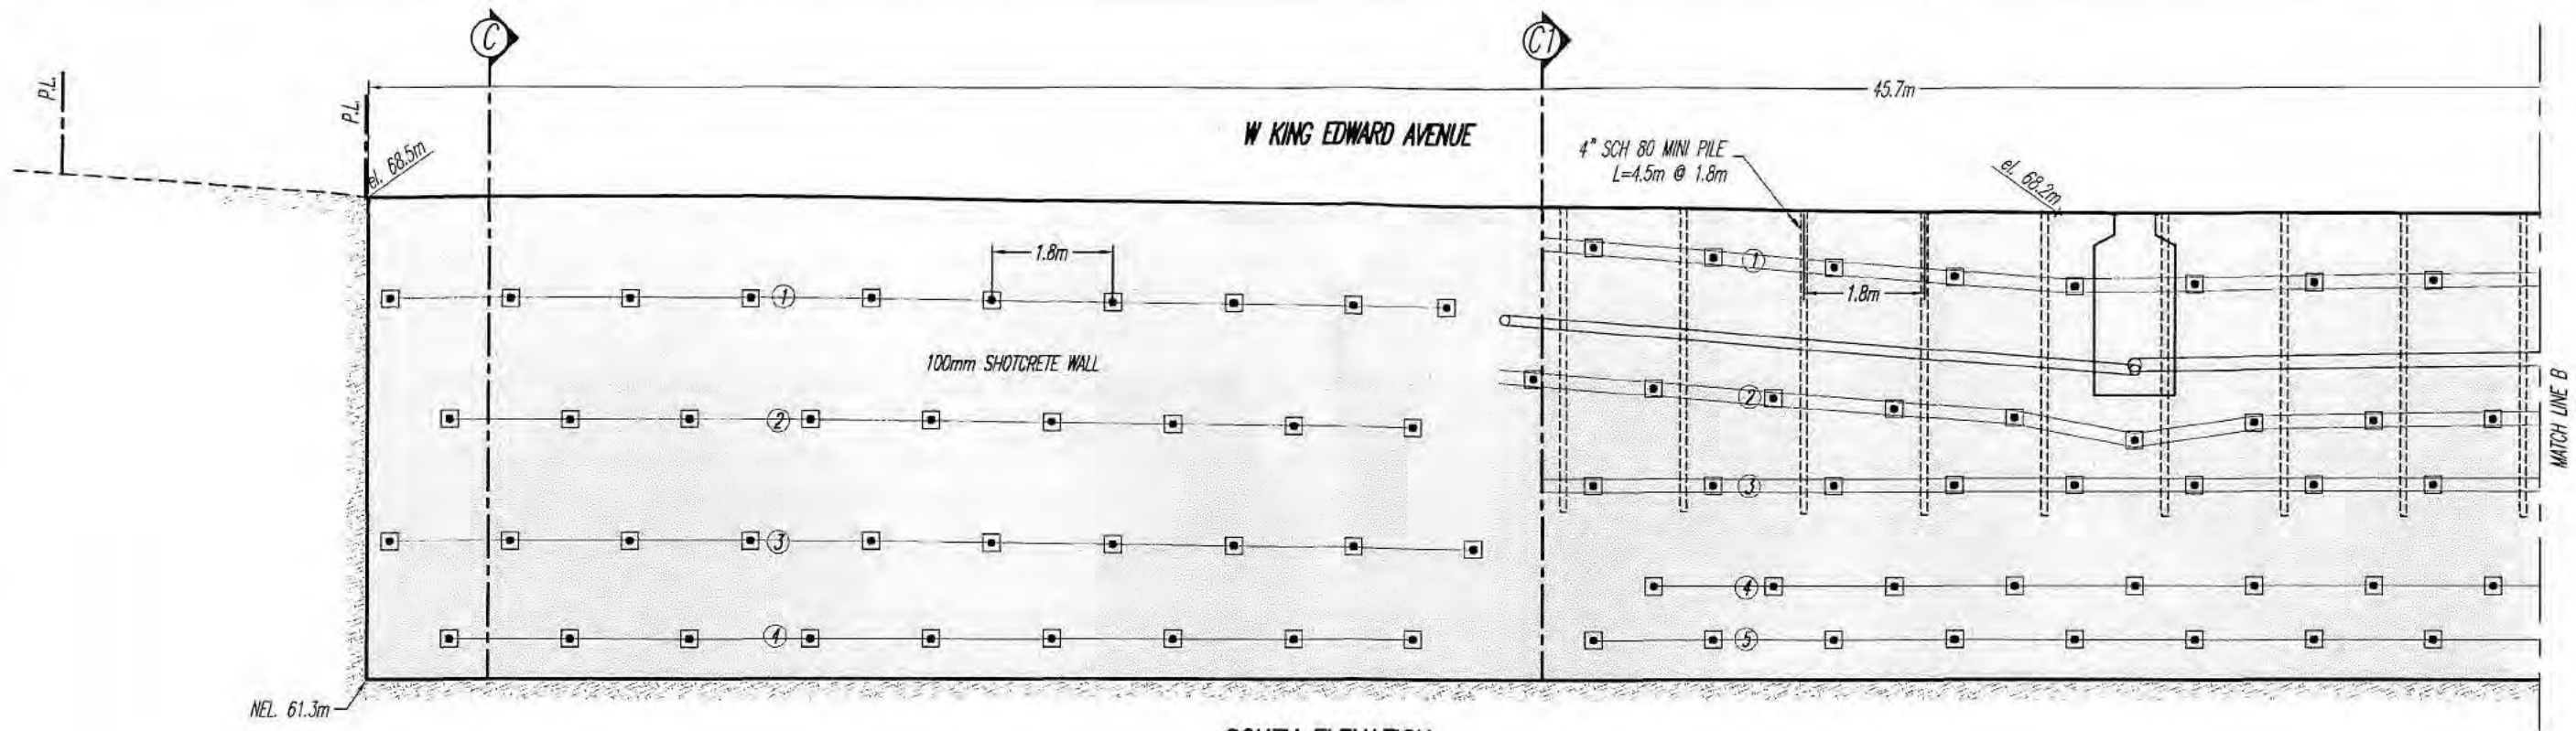 C
C1
P.L.
P.L.
45.7m
W KING EDWARD AVENUE
4" SCH 80 MINI PILE
L=4.5m @ 1.8m
el. 68.5m
el. 68.2m
1.8m
1
1
1.8m
100mm SHOTCRETE WALL
2
2
MATCH LINE B
3
3
4
4
5
NEL. 61.3m